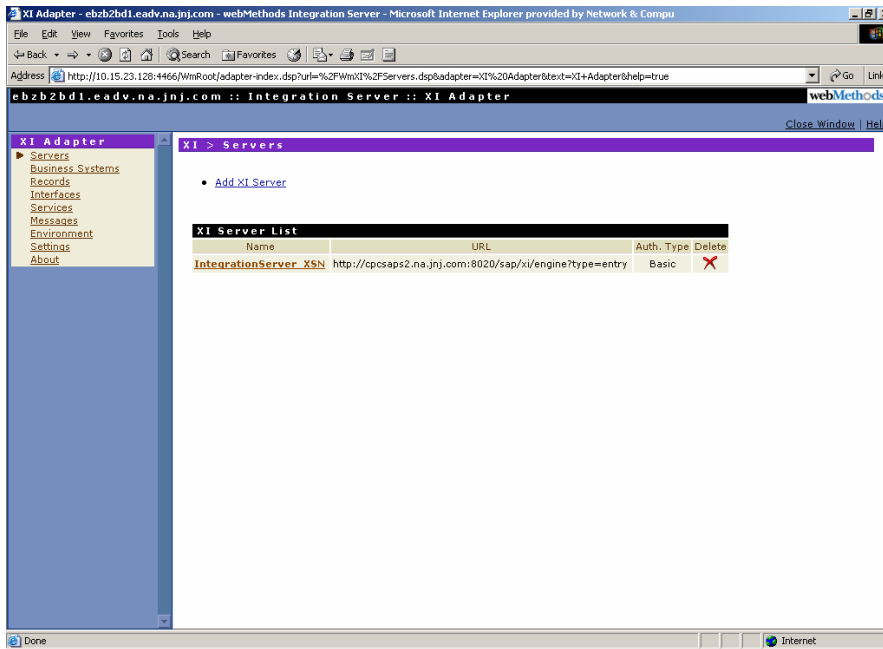 XI Adapter - ebzb2bd1.eadv.na.jnj.com - webMethods Integration Server - Microsoft Internet Explorer provided by Network & Compu
File Edit View Favorites Tools Help
Back Search Favorites
Address http://10.15.23.128:4466/WmRoot/adapter-index.dsp?url=%2FWmXI%2FServers.dsp&adapter=XI%20Adapter&text=XI+Adapter&help=true Go Link
ebzb2bd1.eadv.na.jnj.com :: Integration Server :: XI Adapter webMethods
Close Window | Hel
XI Adapter
Servers
Business Systems
Records
Interfaces
Services
Messages
Environment
Settings
About
XI > Servers
• Add XI Server
XI Server List
Name URL Auth. Type Delete
IntegrationServer_XSN http://cpcsaps2.na.jnj.com:8020/sap/xi/engine?type=entry Basic
Done Internet